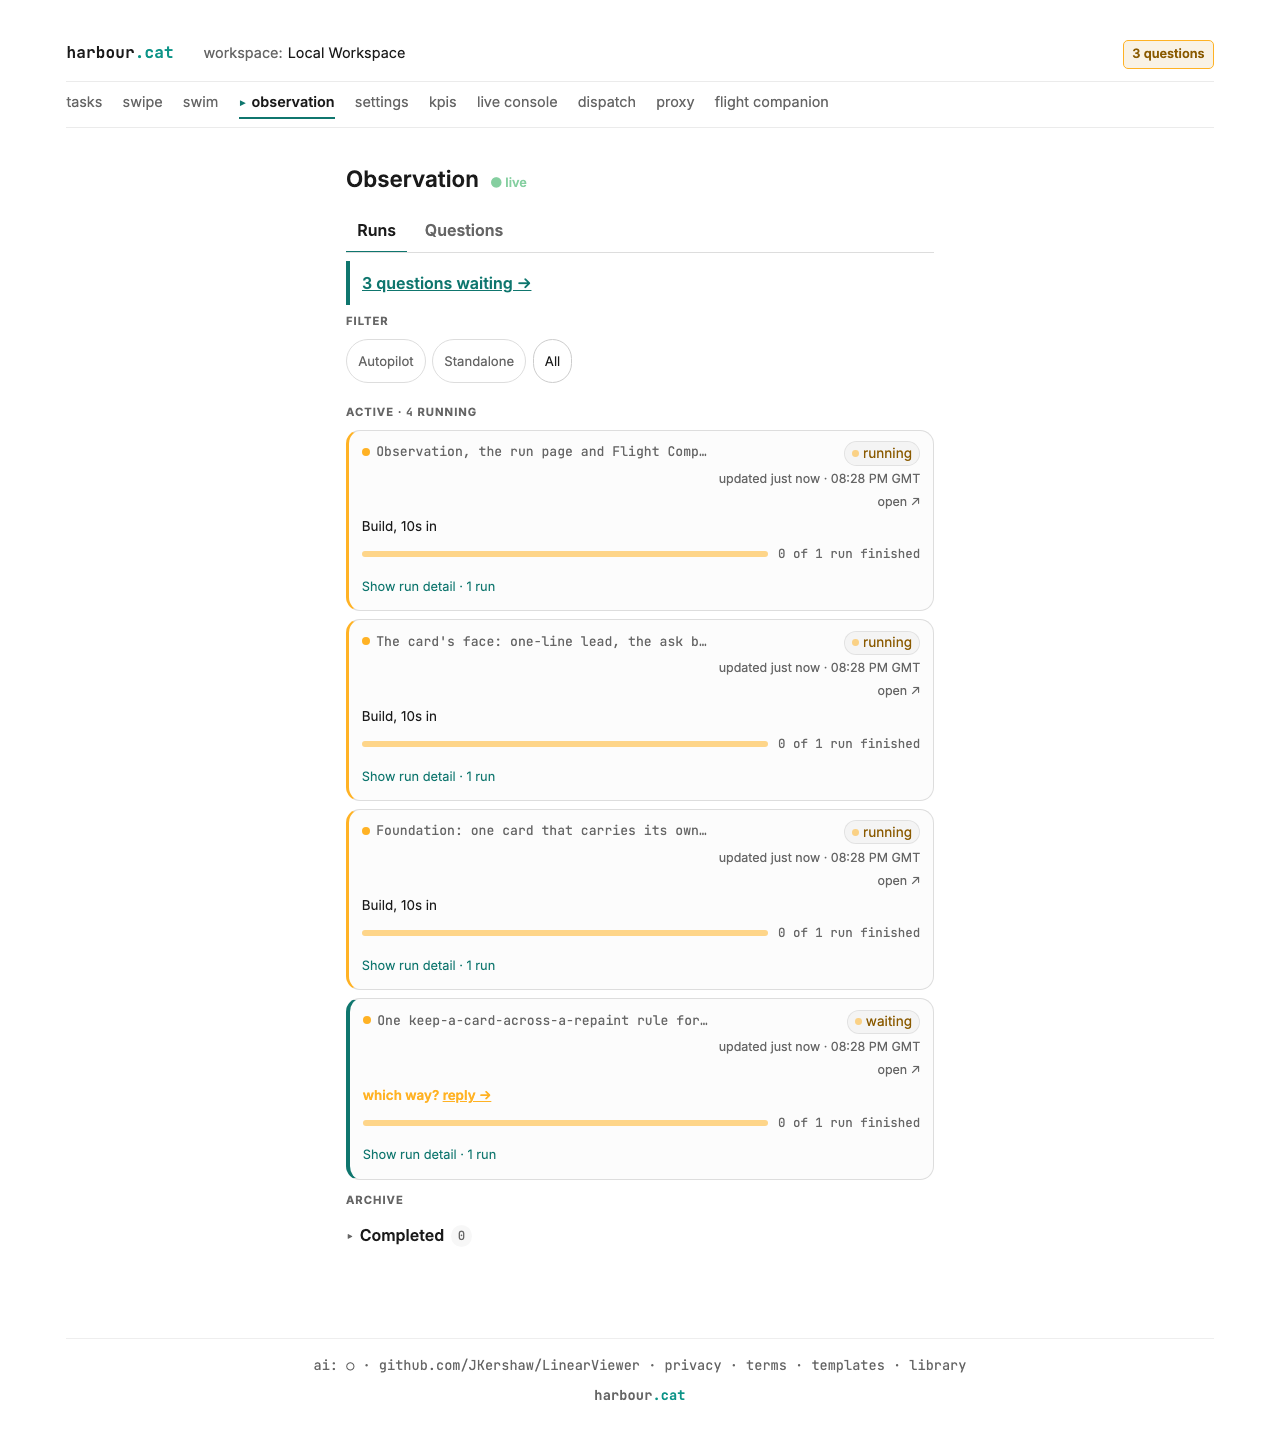 harbour.cat workspace: Local Workspace 3 questions
tasks swipe swim ▸ observation settings kpis live console dispatch proxy flight companion
Observation ● live
Runs Questions
3 questions waiting →
FILTER
Autopilot Standalone All
ACTIVE · 4 RUNNING
Observation, the run page and Flight Comp… running
updated just now · 08:28 PM GMT
open ↗
Build, 10s in
0 of 1 run finished
Show run detail · 1 run
The card's face: one-line lead, the ask b… running
updated just now · 08:28 PM GMT
open ↗
Build, 10s in
0 of 1 run finished
Show run detail · 1 run
Foundation: one card that carries its own… running
updated just now · 08:28 PM GMT
open ↗
Build, 10s in
0 of 1 run finished
Show run detail · 1 run
One keep-a-card-across-a-repaint rule for… waiting
updated just now · 08:28 PM GMT
open ↗
which way? reply →
0 of 1 run finished
Show run detail · 1 run
ARCHIVE
▸ Completed 0
ai: ○ · github.com/JKershaw/LinearViewer · privacy · terms · templates · library
harbour.cat